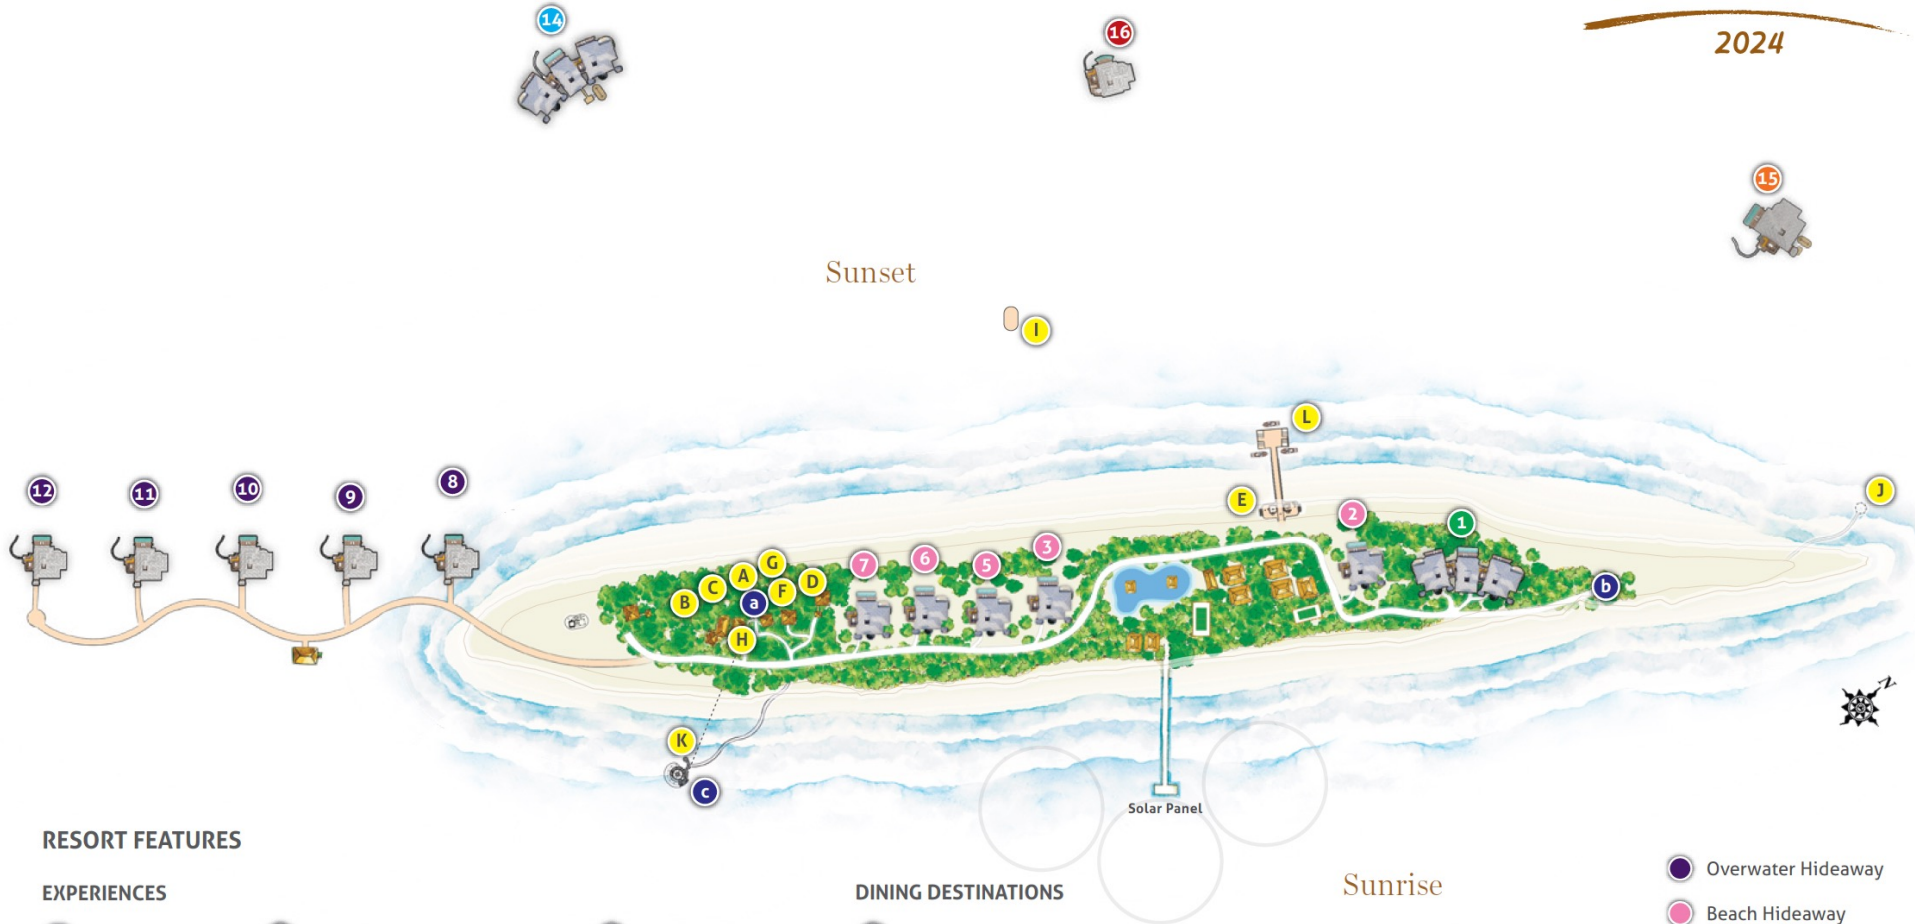 14
16
2024
15
Sunset
I
L
12
11
10
9
8
E
2
1
J
3
G
7
6
5
A
D
C
F
B
a
b
H
N
K
c
Solar Panel
RESORT FEATURES
Overwater Hideaway
EXPERIENCES
DINING DESTINATIONS
Sunrise
Beach Hideaway